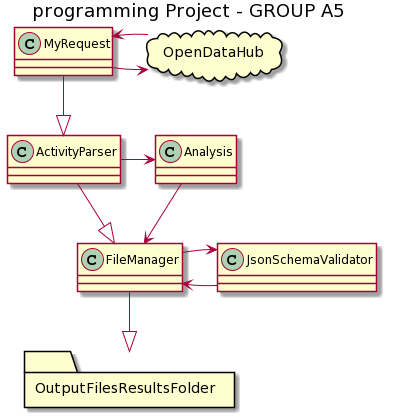 programming Project - GROUP A5
C MyRequest
OpenDataHub
C ActivityParser
C Analysis
C FileManager
C JsonSchemaValidator
OutputFilesResultsFolder